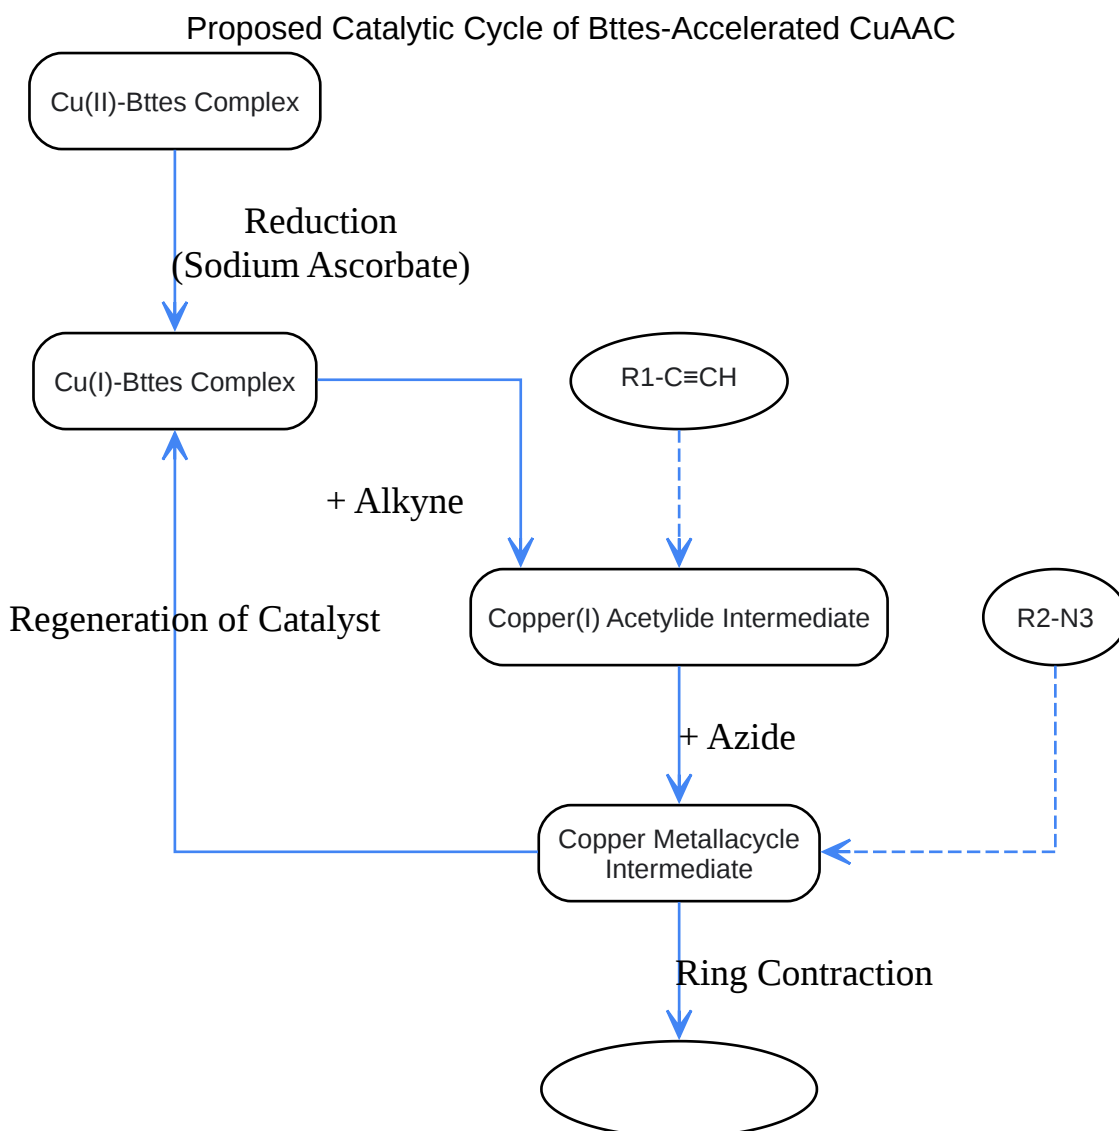 Proposed Catalytic Cycle of Bttes-Accelerated CuAAC
Cu(II)-Bttes Complex
Reduction
(Sodium Ascorbate)
Cu(I)-Bttes Complex
R1-C≡CH
+ Alkyne
Regeneration of Catalyst
Copper(I) Acetylide Intermediate
R2-N3
+ Azide
Copper Metallacycle
Intermediate
Ring Contraction